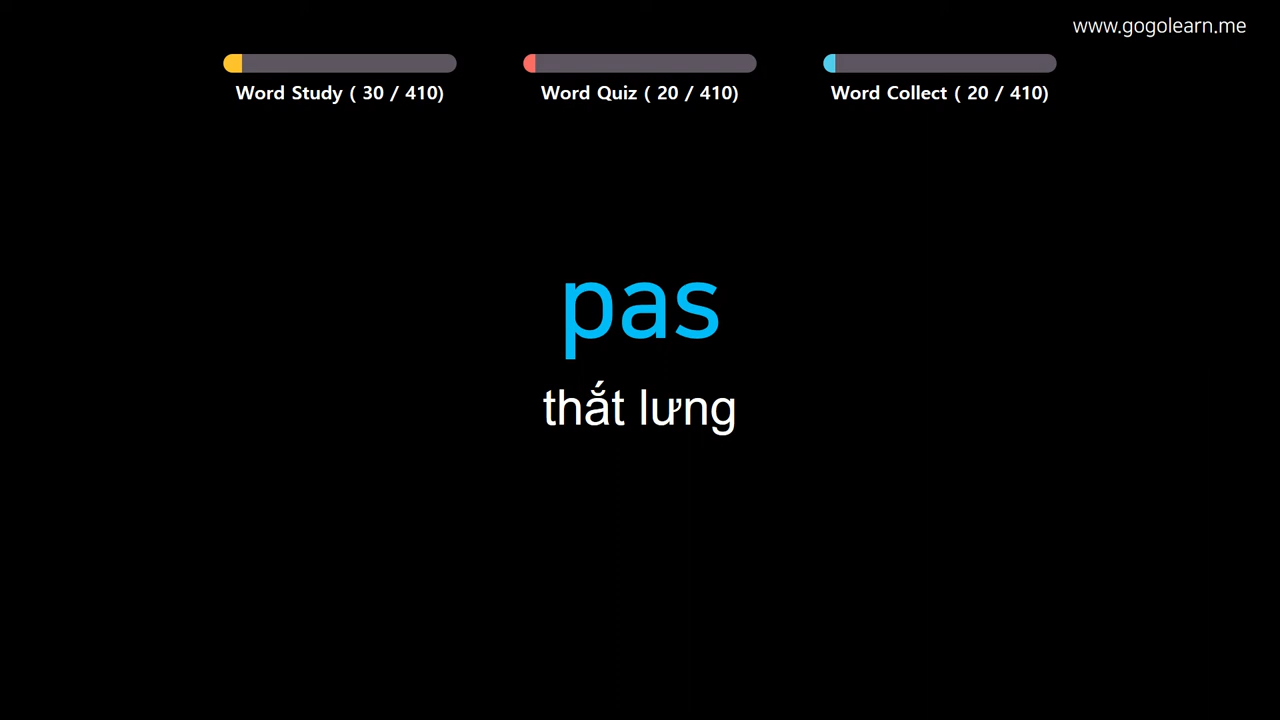 www.gogolearn.me
Word Study ( 30 / 410)
Word Quiz ( 20 / 410)
Word Collect ( 20 / 410)
pas
thắt lưng